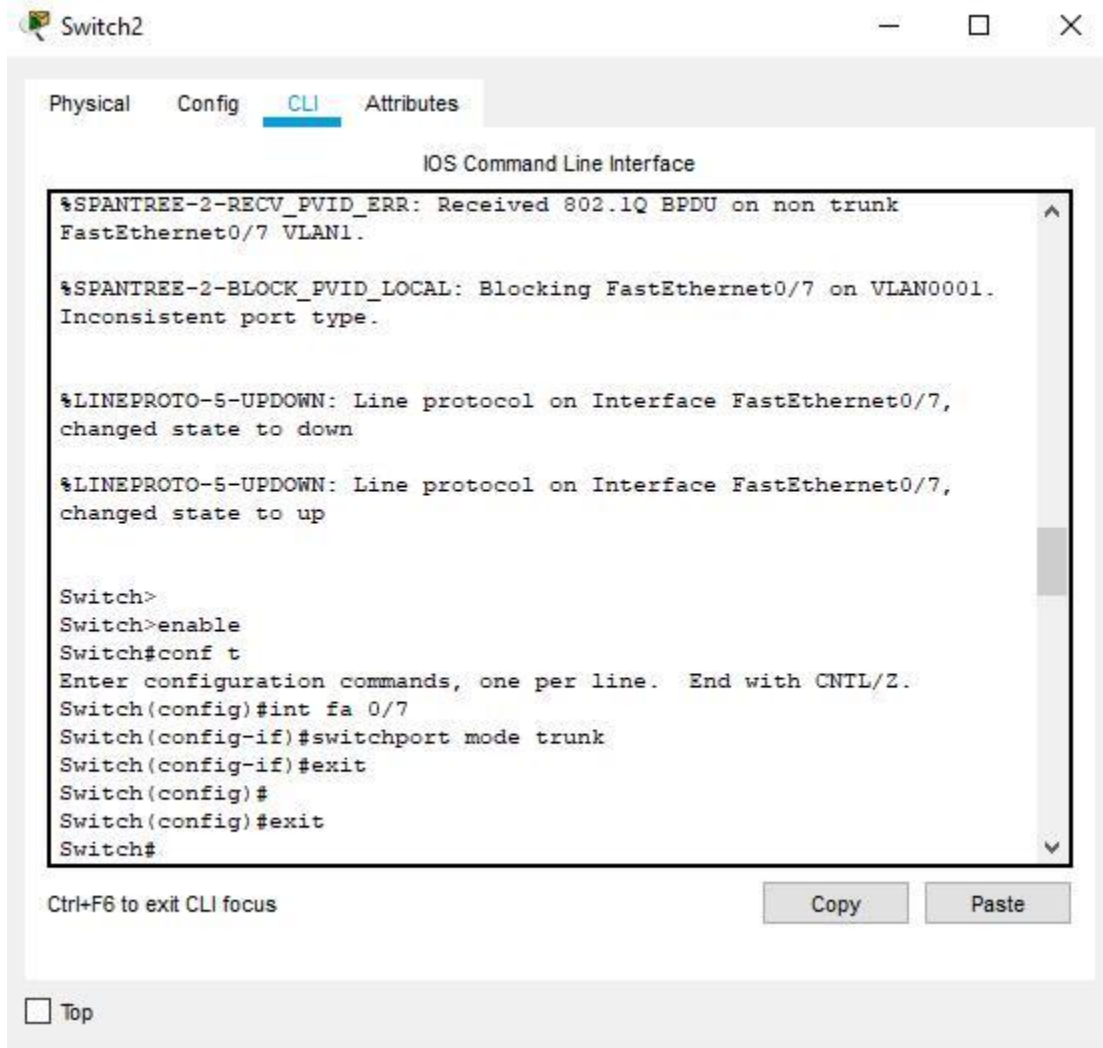 Switch2
Physical Config CLI Attributes
IOS Command Line Interface
%SPANTREE-2-RECV_PVID_ERR: Received 802.1Q BPDU on non trunk
FastEthernet0/7 VLAN1.
%SPANTREE-2-BLOCK_PVID_LOCAL: Blocking FastEthernet0/7 on VLAN0001.
Inconsistent port type.
%LINEPROTO-5-UPDOWN: Line protocol on Interface FastEthernet0/7,
changed state to down
%LINEPROTO-5-UPDOWN: Line protocol on Interface FastEthernet0/7,
changed state to up
Switch>
Switch>enable
Switch#conf t
Enter configuration commands, one per line.  End with CNTL/Z.
Switch(config)#int fa 0/7
Switch(config-if)#switchport mode trunk
Switch(config-if)#exit
Switch(config)#
Switch(config)#exit
Switch#
Ctrl+F6 to exit CLI focus Copy Paste
Top